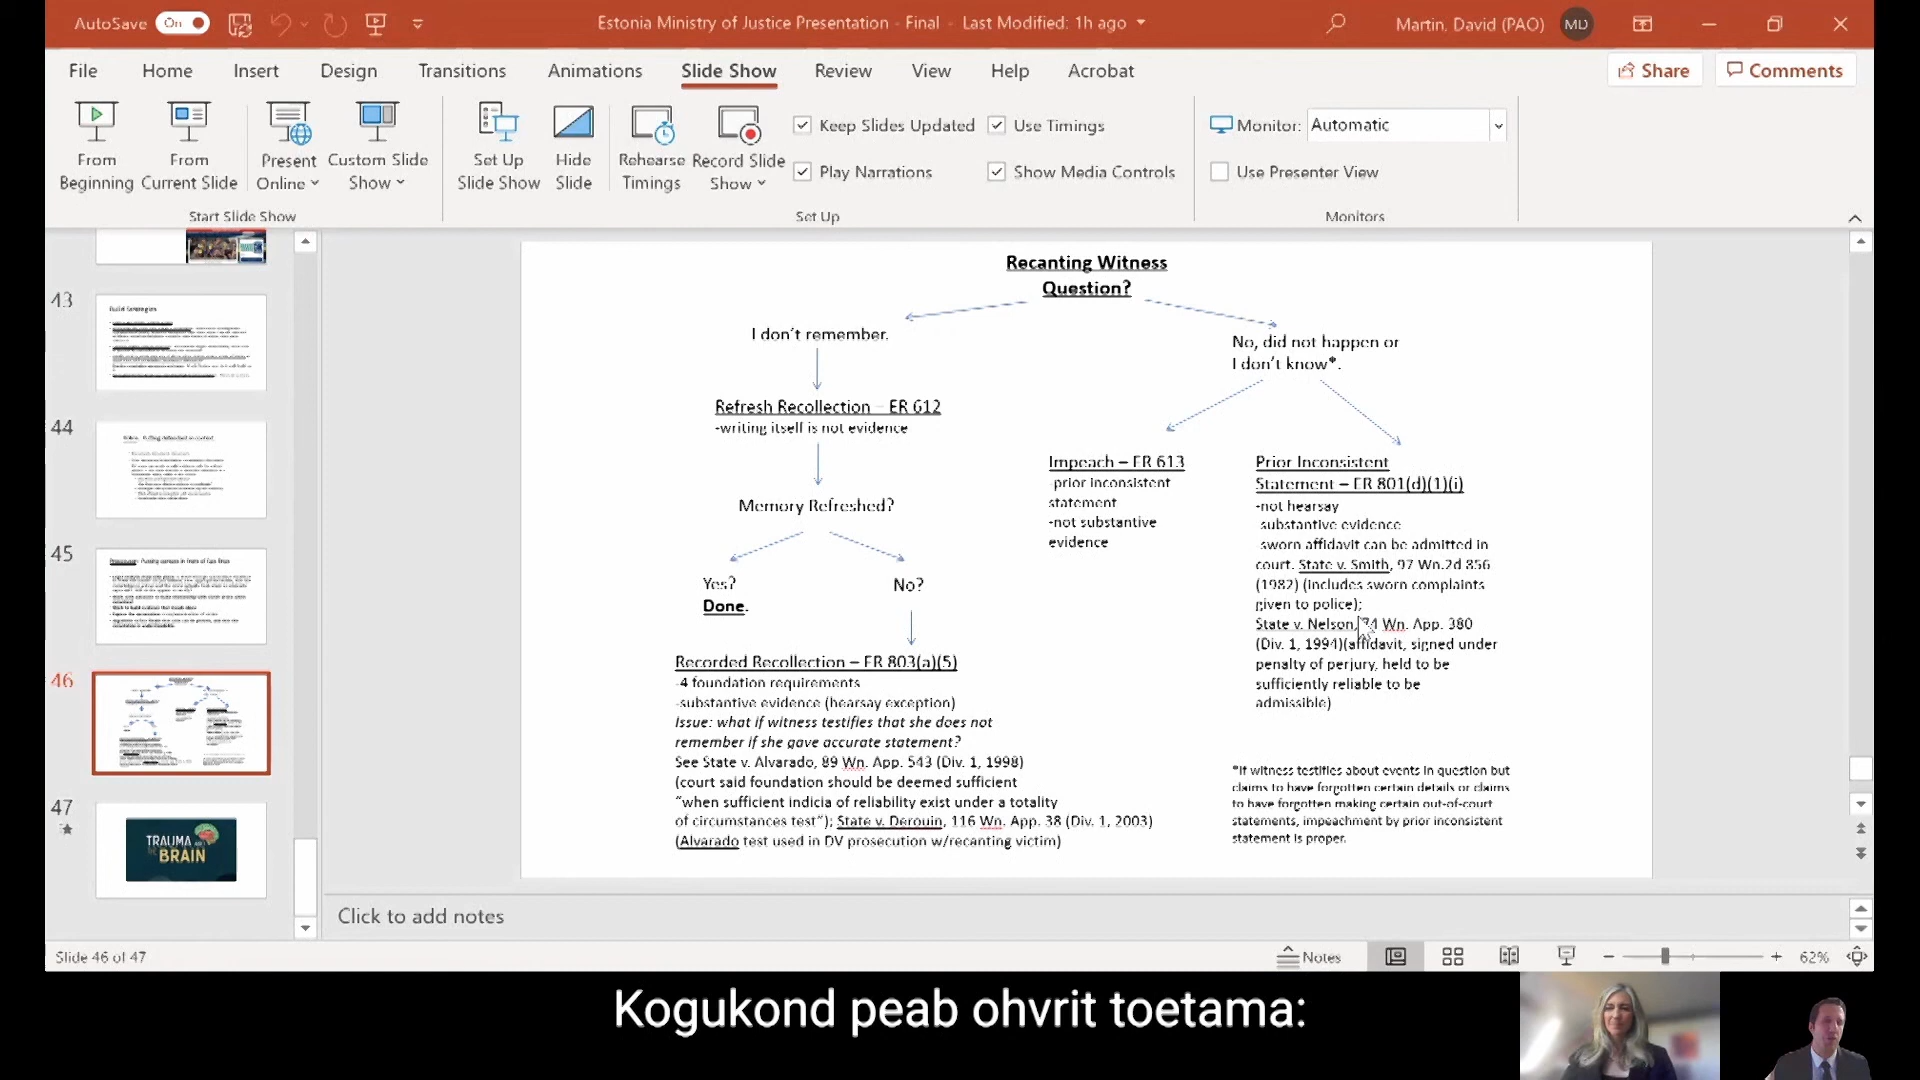 AutoSave On
Estonia Ministry of Justice Presentation - Final - Last Modified: 1h ago
Martin, David (PAO) MD
File Home Insert Design Transitions Animations Slide Show Review View Help Acrobat
Share Comments
From Beginning
From Current Slide
Present Online
Custom Slide Show
Set Up Slide Show
Hide Slide
Rehearse Timings
Record Slide Show
Keep Slides Updated
Use Timings
Play Narrations
Show Media Controls
Monitor: Automatic
Use Presenter View
Start Slide Show
Set Up
Monitors
43
Build Strategies
44
45
46
47
TRAUMA AND
THE BRAIN
Recanting Witness
Question?
I don't remember.
No, did not happen or
I don't know*.
Refresh Recollection – ER 612
-writing itself is not evidence
Memory Refreshed?
Yes?
Done.
No?
Recorded Recollection – ER 803(a)(5)
-4 foundation requirements
-substantive evidence (hearsay exception)
Issue: what if witness testifies that she does not
remember if she gave accurate statement?
See State v. Alvarado, 89 Wn. App. 543 (Div. 1, 1998)
(court said foundation should be deemed sufficient
"when sufficient indicia of reliability exist under a totality
of circumstances test"); State v. Derouin, 116 Wn. App. 38 (Div. 1, 2003)
(Alvarado test used in DV prosecution w/recanting victim)
Impeach – ER 613
-prior inconsistent
statement
-not substantive
evidence
Prior Inconsistent
Statement – ER 801(d)(1)(i)
-not hearsay
-substantive evidence
-sworn affidavit can be admitted in
court. State v. Smith, 97 Wn.2d 856
(1982) (includes sworn complaints
given to police);
State v. Nelson, 74 Wn. App. 380
(Div. 1, 1994)(affidavit, signed under
penalty of perjury, held to be
sufficiently reliable to be
admissible)
*If witness testifies about events in question but
claims to have forgotten certain details or claims
to have forgotten making certain out-of-court
statements, impeachment by prior inconsistent
statement is proper.
Click to add notes
Slide 46 of 47
Notes
62%
Kogukond peab ohvrit toetama: